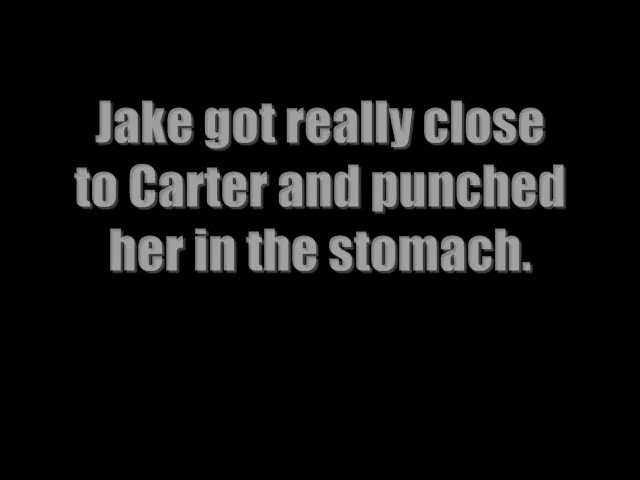 Jake got really close
to Carter and punched
her in the stomach.